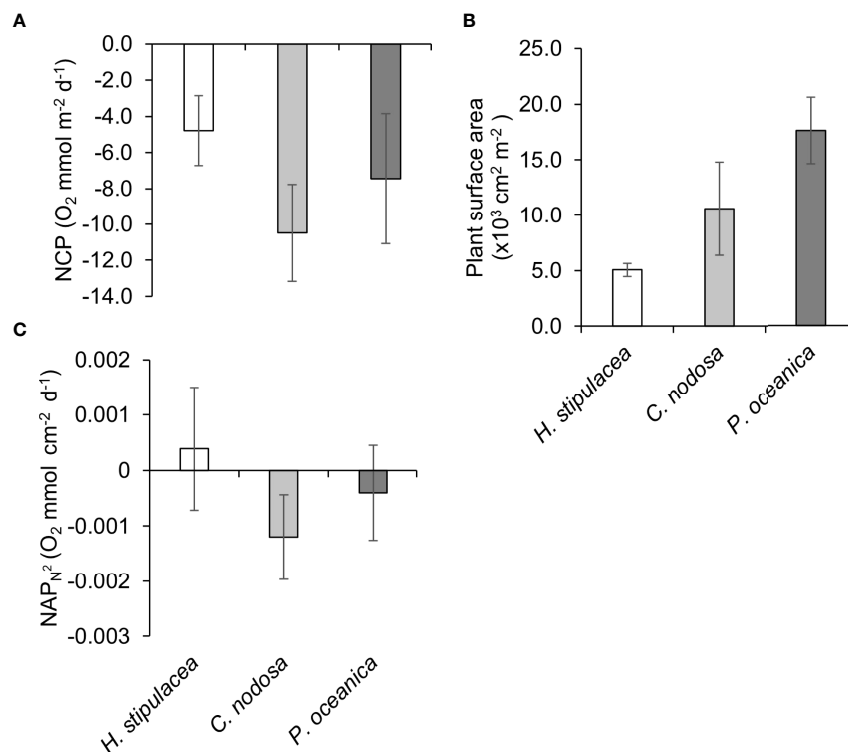 A
0.0
-2.0
-4.0
-6.0
-8.0
-10.0
-12.0
-14.0
NCP (O₂ mmol m⁻² d⁻¹)
B
25.0
20.0
15.0
10.0
5.0
0.0
Plant surface area
(x10³ cm² m⁻² )
H. stipulacea
C. nodosa
P. oceanica
C
0.002
0.001
0
-0.001
-0.002
-0.003
NAP_N² (O₂ mmol cm⁻² d⁻¹)
H. stipulacea
C. nodosa
P. oceanica